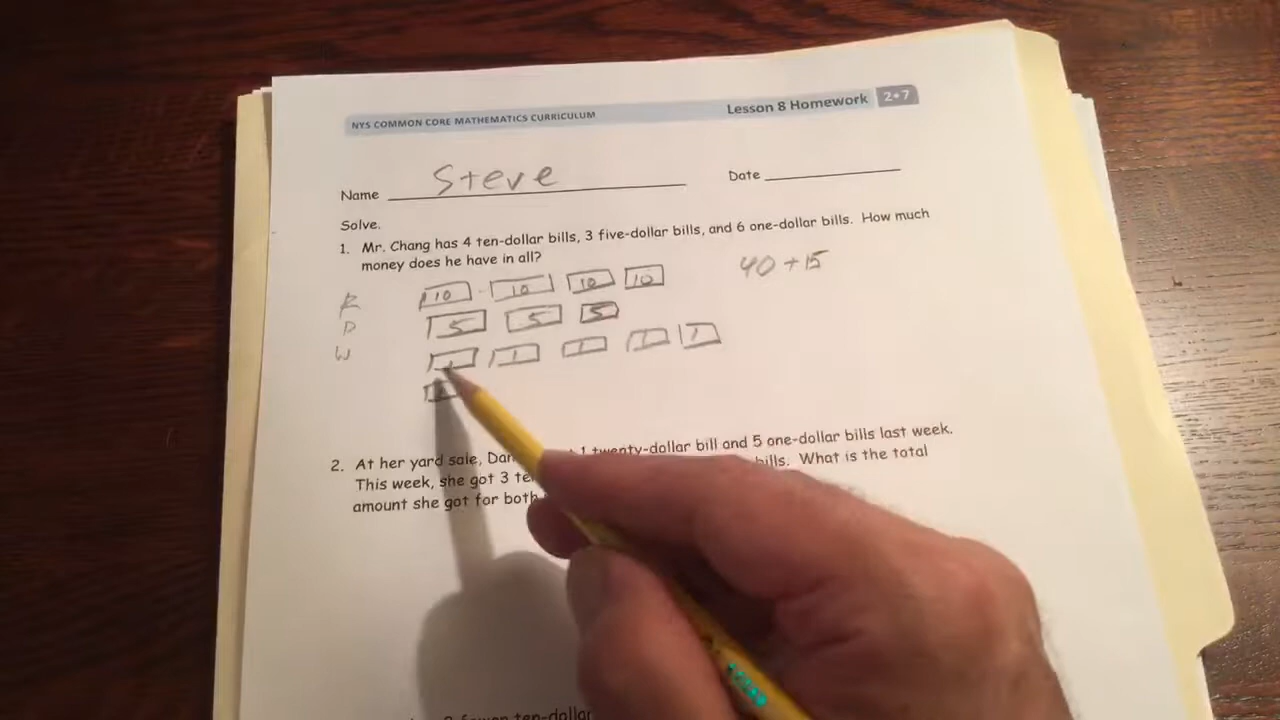 NYS COMMON CORE MATHEMATICS CURRICULUM Lesson 8 Homework 2•7
Name Steve Date
Solve.
1. Mr. Chang has 4 ten-dollar bills, 3 five-dollar bills, and 6 one-dollar bills. How much
money does he have in all?
40 + 15
R 10 10 10 10
D 5 5 5
W 1 1 1 1 1
1
2. At her yard sale, 1 twenty-dollar bill and 5 one-dollar bills last week.
This week, she got 3 bills. What is the total
amount she got for both
fewer ten-dollar